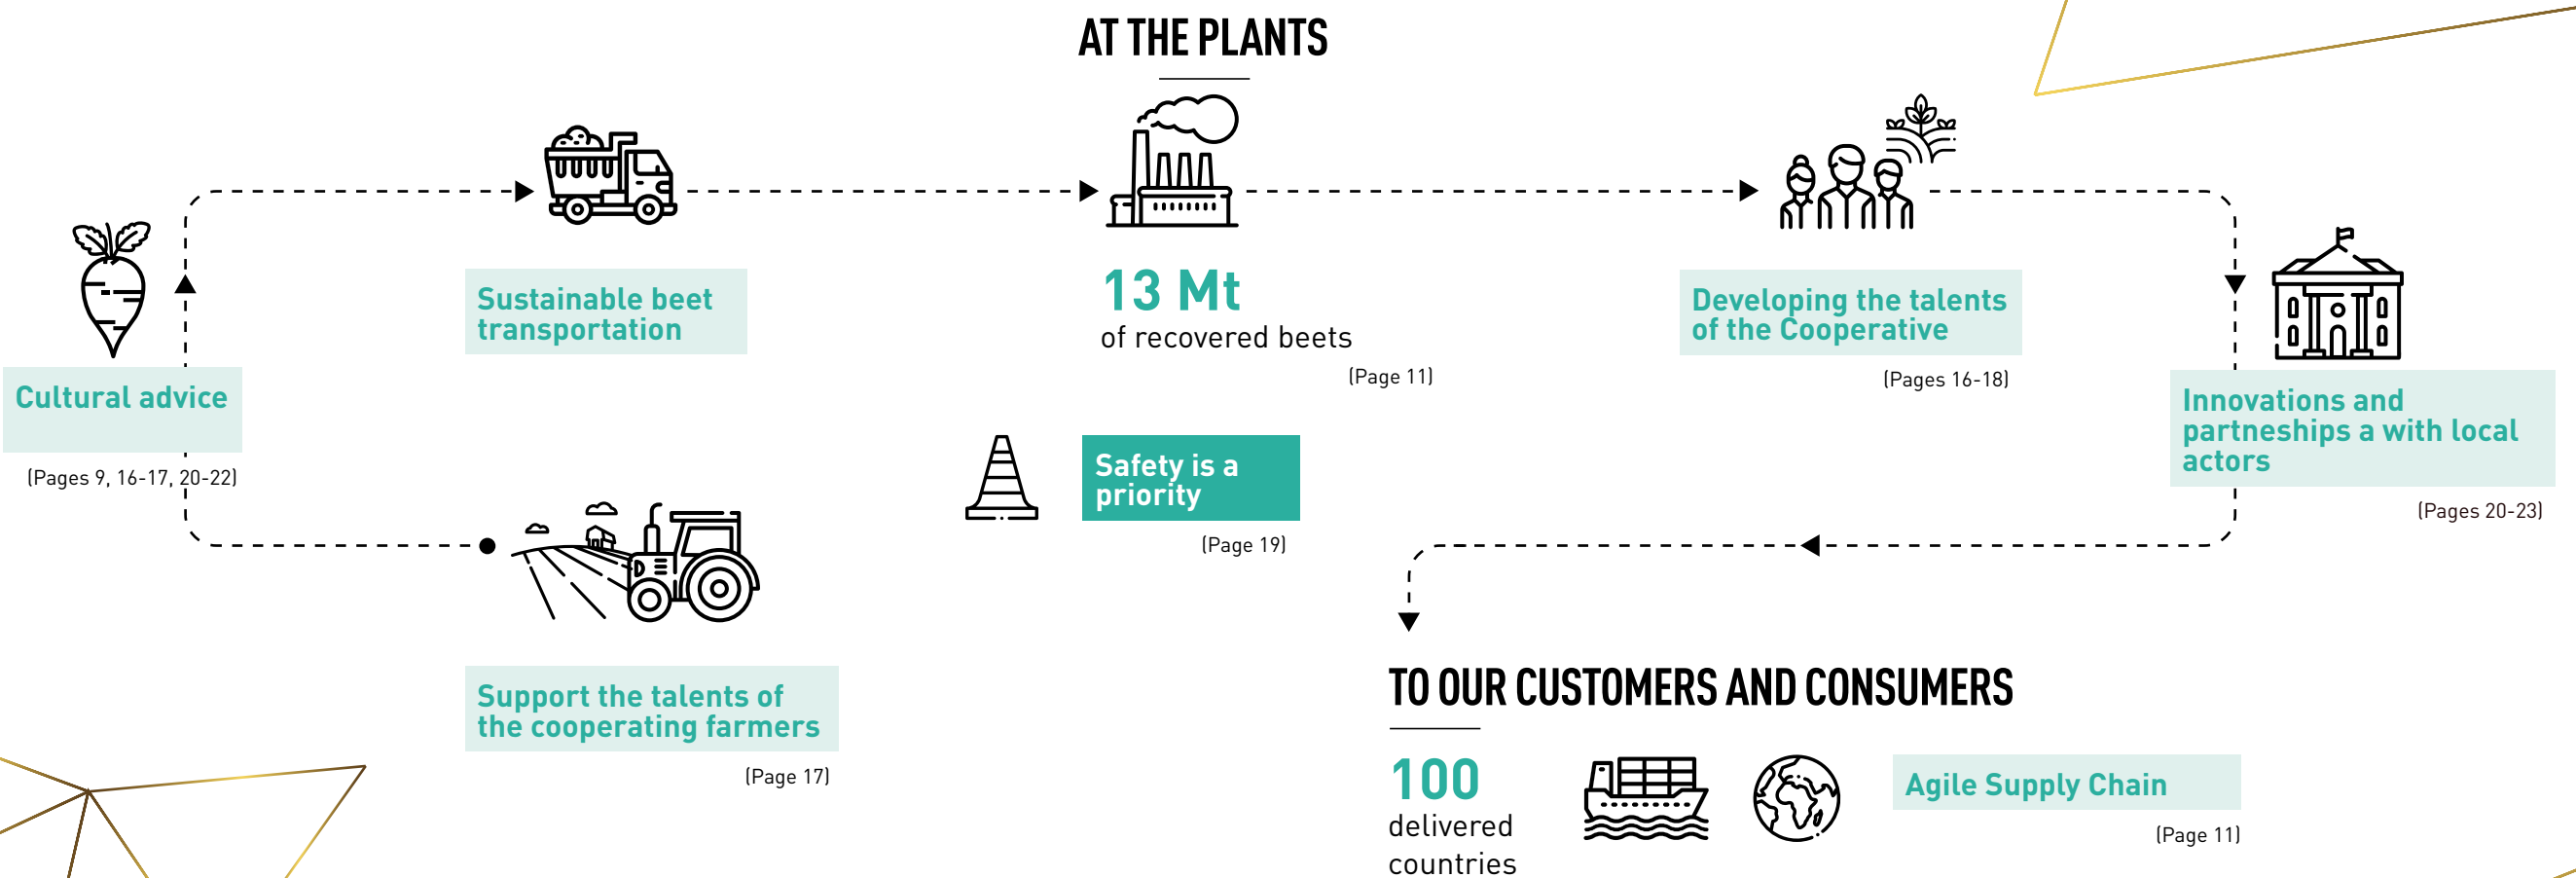 AT THE PLANTS
Sustainable beet
transportation
13 Mt
of recovered beets
(Page 11)
Developing the talents
of the Cooperative
(Pages 16-18)
Cultural advice
(Pages 9, 16-17, 20-22)
Innovations and
partneships a with local
actors
(Pages 20-23)
Safety is a
priority
(Page 19)
Support the talents of
the cooperating farmers
(Page 17)
TO OUR CUSTOMERS AND CONSUMERS
100
delivered
countries
Agile Supply Chain
(Page 11)